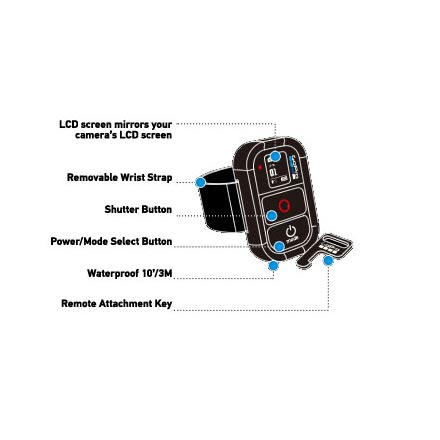 LCD screen mirrors your
camera's LCD screen
Removable Wrist Strap
Shutter Button
Power/Mode Select Button
Waterproof 10'/3M
Remote Attachment Key